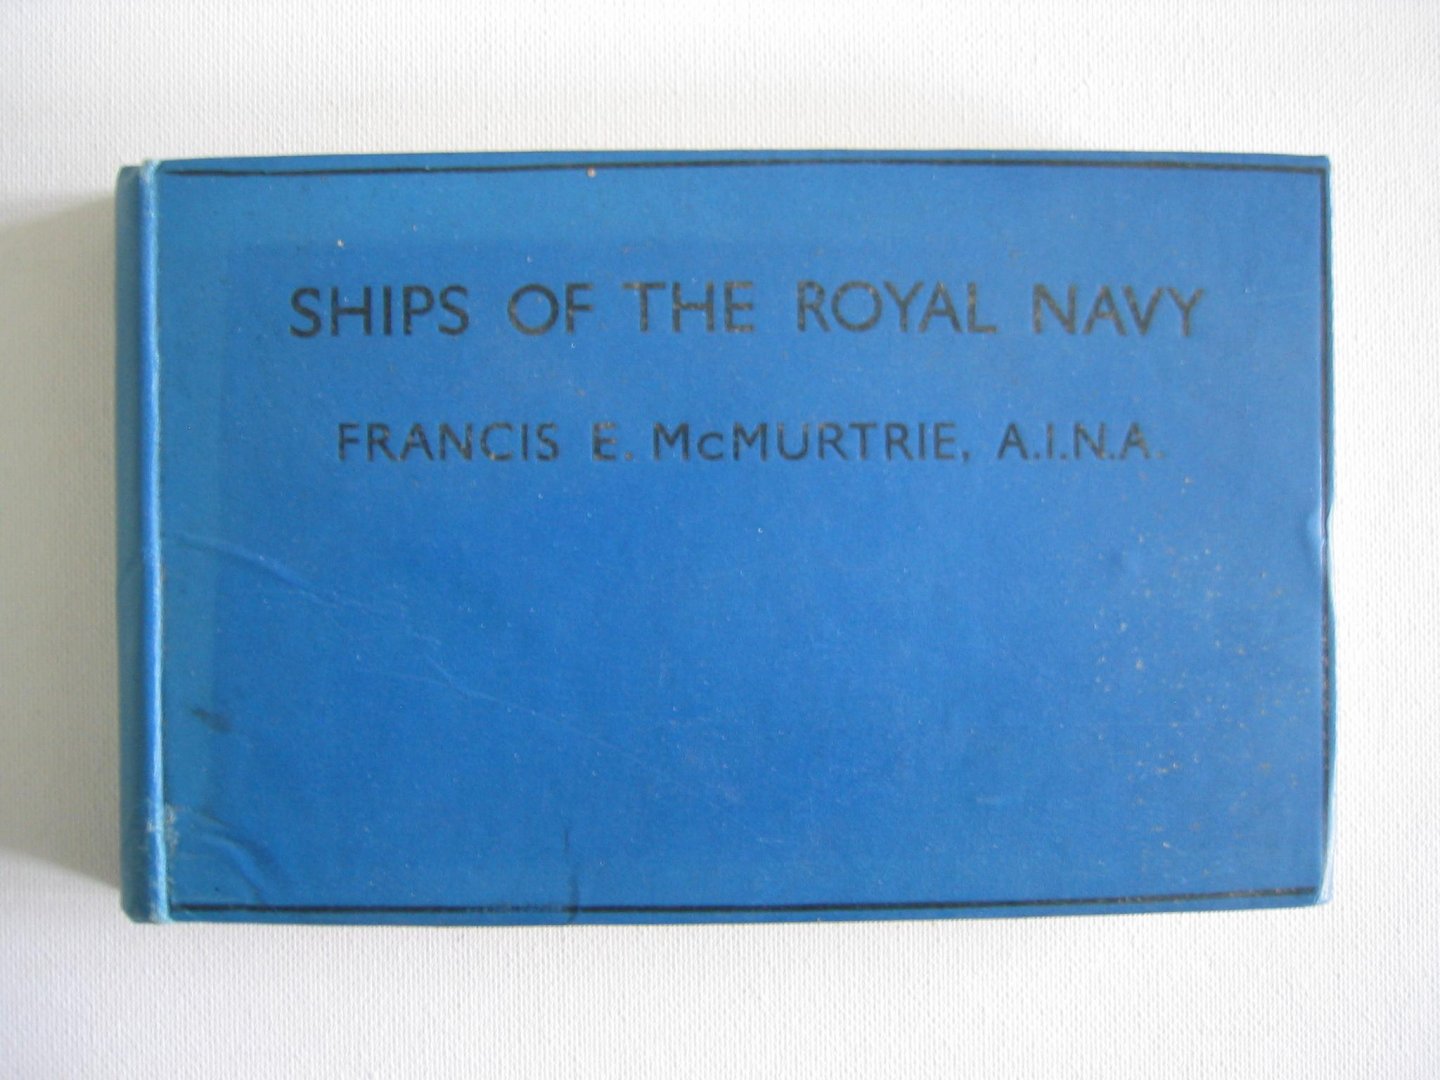 SHIPS OF THE ROYAL NAVY
FRANCIS E. McMURTRIE, A.I.N.A.